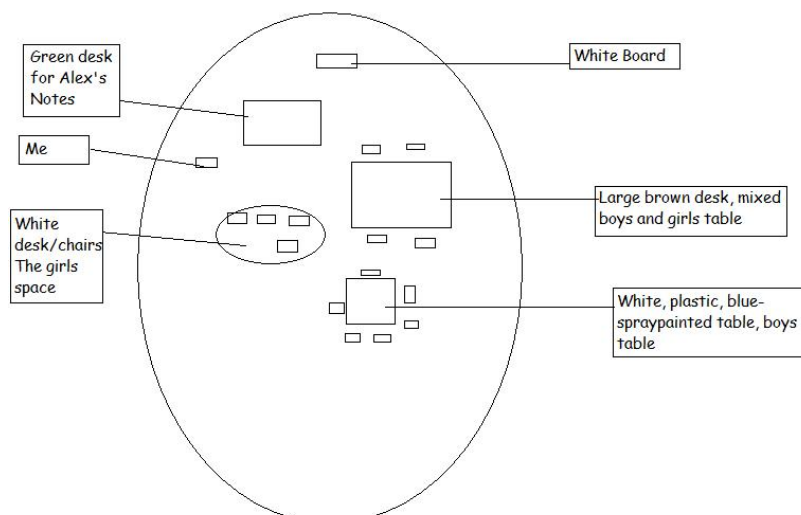 Green desk
for Alex's
Notes
White Board
Me
Large brown desk, mixed
boys and girls table
White
desk/chairs
The girls
space
White, plastic, blue-
spraypainted table, boys
table